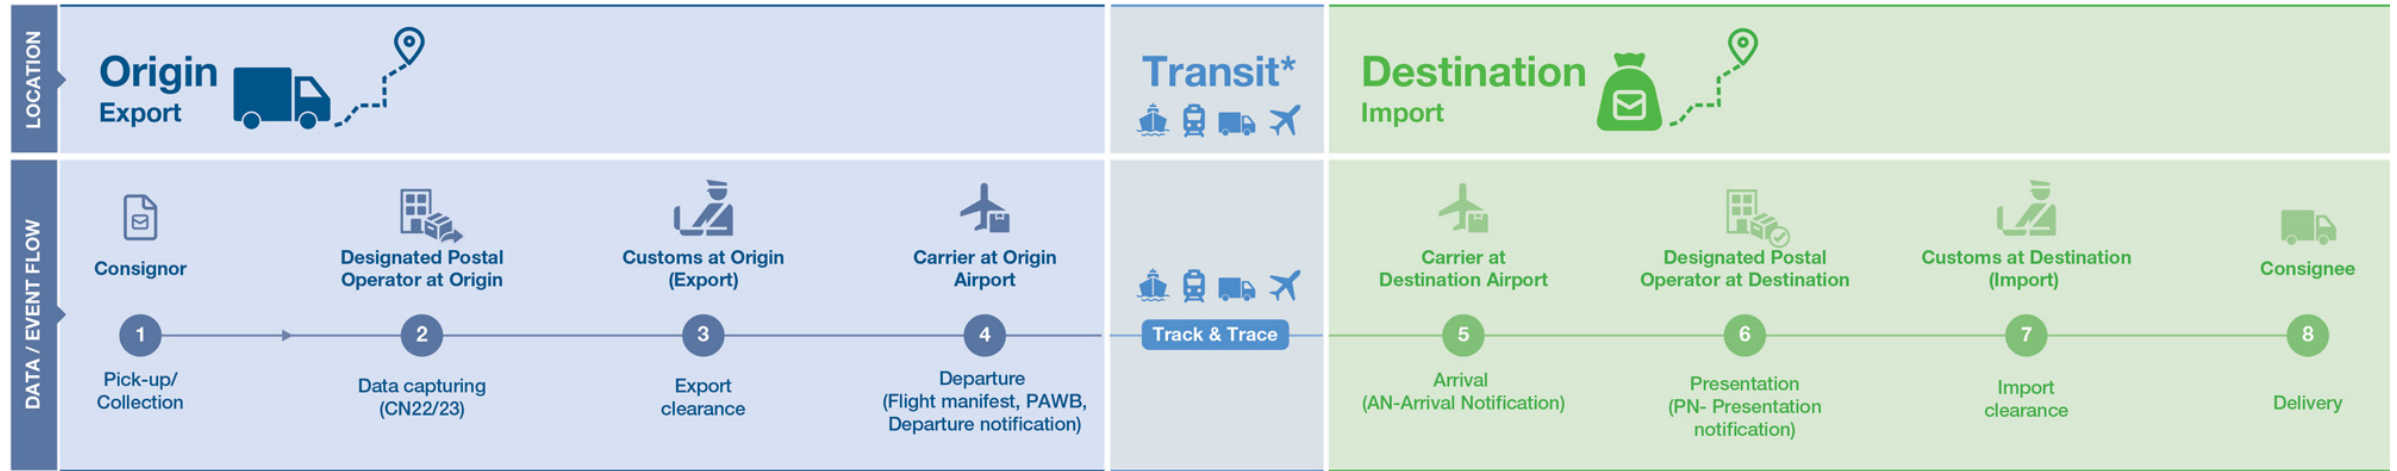 LOCATION
Origin
Export
Transit*
Destination
Import
DATA / EVENT FLOW
Consignor
Designated Postal
Operator at Origin
Customs at Origin
(Export)
Carrier at Origin
Airport
Carrier at
Destination Airport
Designated Postal
Operator at Destination
Customs at Destination
(Import)
Consignee
1
2
3
4
Track & Trace
5
6
7
8
Pick-up/
Collection
Data capturing
(CN22/23)
Export
clearance
Departure
(Flight manifest, PAWB,
Departure notification)
Arrival
(AN-Arrival Notification)
Presentation
(PN- Presentation
notification)
Import
clearance
Delivery